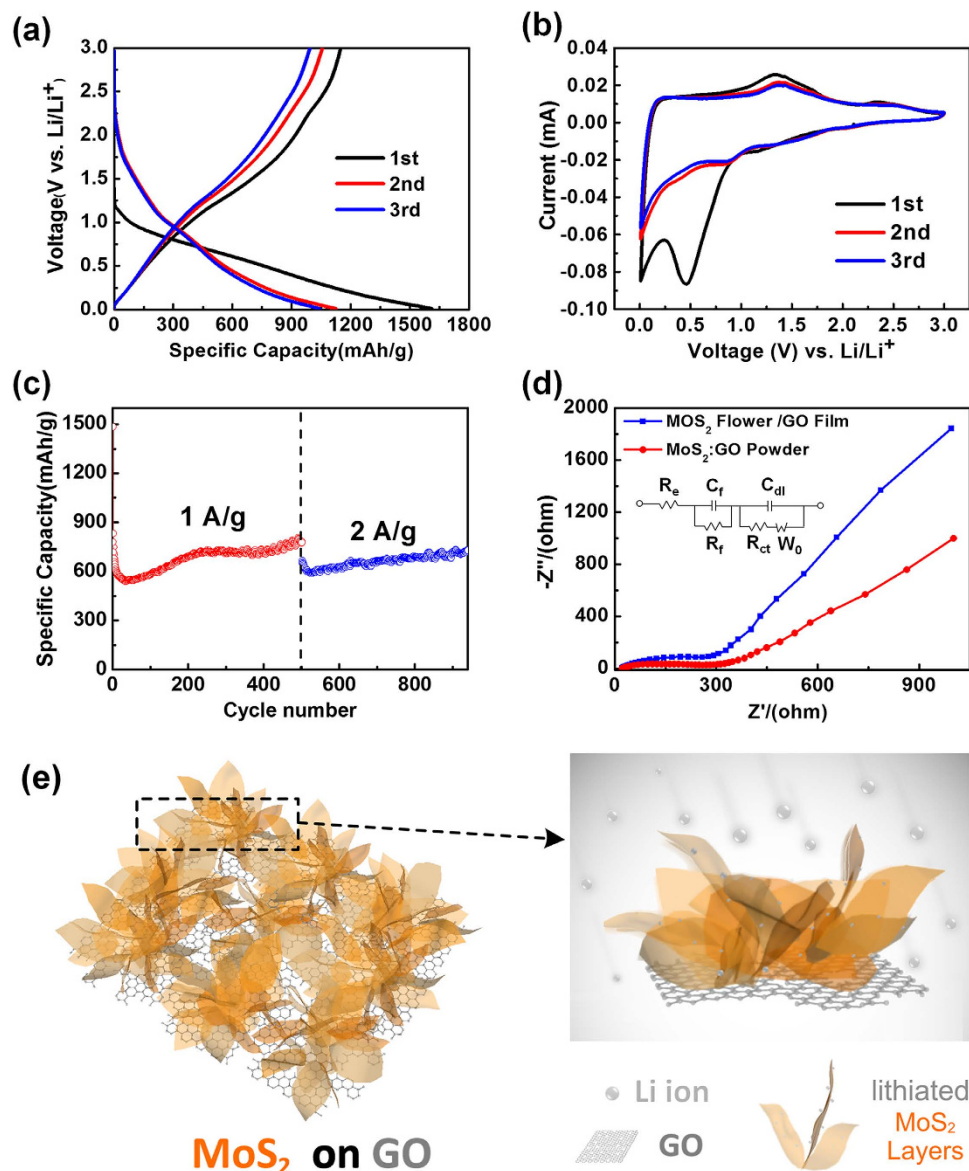 (a)
3.0
2.5
2.0
1.5
1.0
0.5
0.0
Voltage(V vs. Li/Li⁺)
1st
2nd
3rd
0 300 600 900 1200 1500 1800
Specific Capacity(mAh/g)
(b)
0.04
0.02
0.00
-0.02
-0.04
-0.06
-0.08
-0.10
Current (mA)
1st
2nd
3rd
0.0 0.5 1.0 1.5 2.0 2.5 3.0
Voltage (V) vs. Li/Li⁺
(c)
1500
1200
900
600
300
0
Specific Capacity(mAh/g)
1 A/g
2 A/g
0 200 400 600 800
Cycle number
(d)
2000
1600
1200
800
400
0
-Z''/(ohm)
MOS₂ Flower /GO Film
MoS₂:GO Powder
Rₑ C_f C_dl
R_f R_ct W₀
0 300 600 900
Z'/(ohm)
(e)
MoS₂ on GO
Li ion
GO
lithiated
MoS₂
Layers